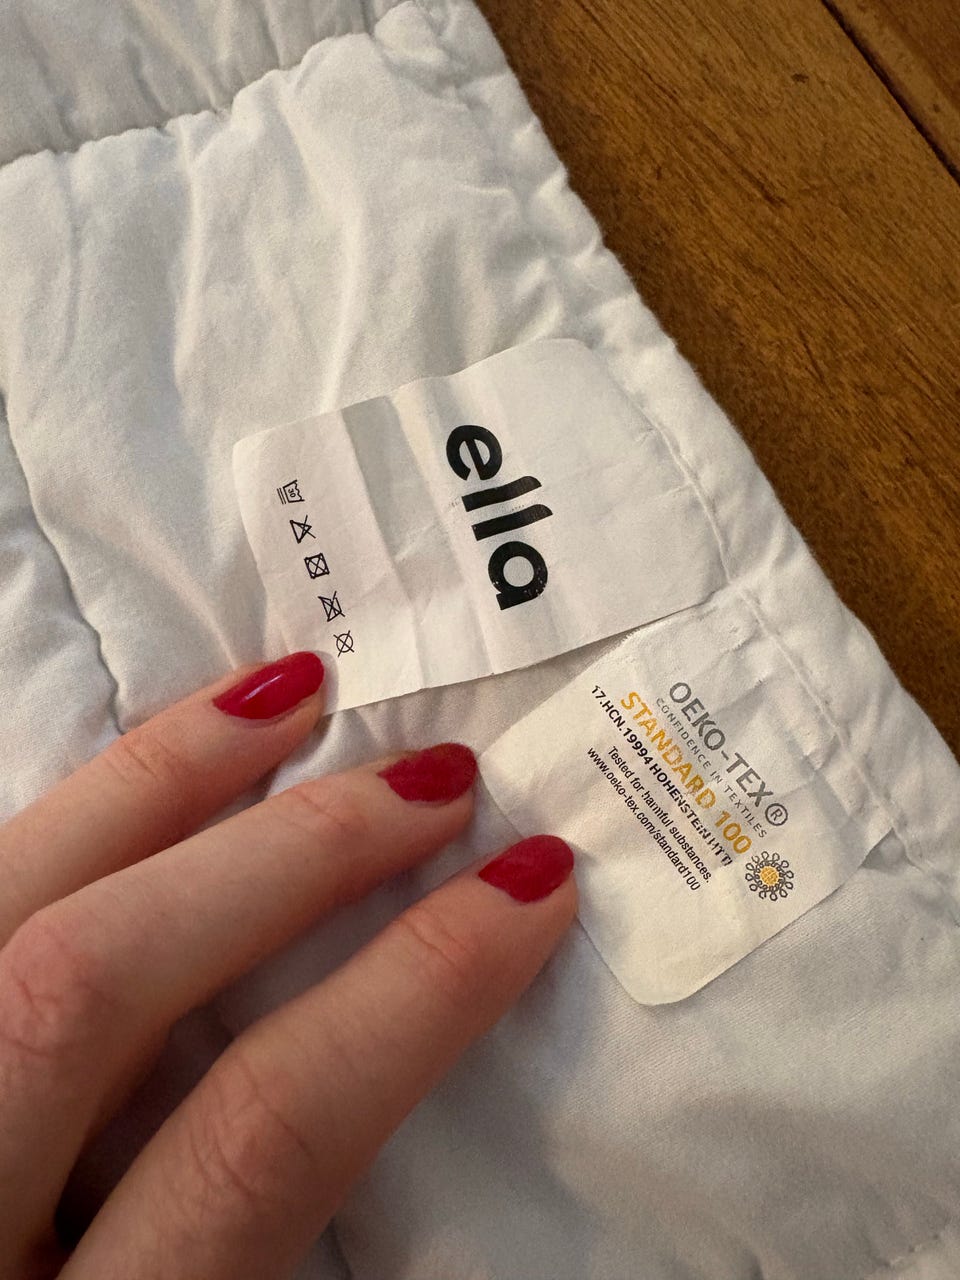 ella
30
OEKO-TEX®
CONFIDENCE IN TEXTILES
STANDARD 100
17.HCN.19994 HOHENSTEIN HTTI
Tested for harmful substances.
www.oeko-tex.com/standard100